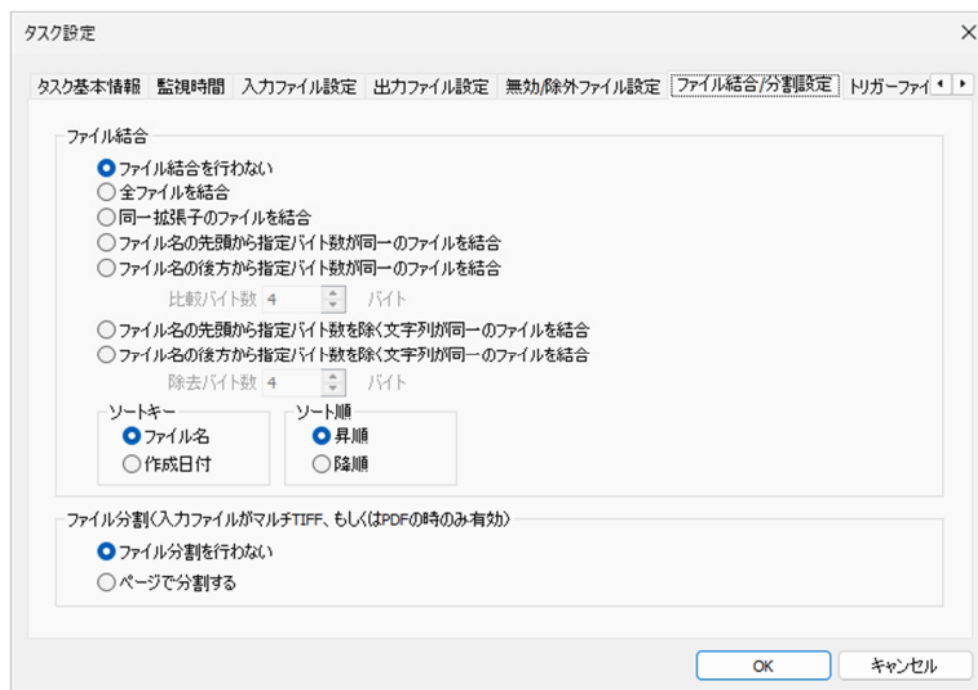 タスク設定
タスク基本情報 監視時間 入力ファイル設定 出力ファイル設定 無効/除外ファイル設定 ファイル結合/分割設定 トリガーファイ
ファイル結合
ファイル結合を行わない
全ファイルを結合
同一拡張子のファイルを結合
ファイル名の先頭から指定バイト数が同一のファイルを結合
ファイル名の後方から指定バイト数が同一のファイルを結合
比較バイト数 4 バイト
ファイル名の先頭から指定バイト数を除く文字列が同一のファイルを結合
ファイル名の後方から指定バイト数を除く文字列が同一のファイルを結合
除去バイト数 4 バイト
ソートキー ソート順
ファイル名 昇順
作成日付 降順
ファイル分割(入力ファイルがマルチTIFF、もしくはPDFの時のみ有効)
ファイル分割を行わない
ページで分割する
OK キャンセル